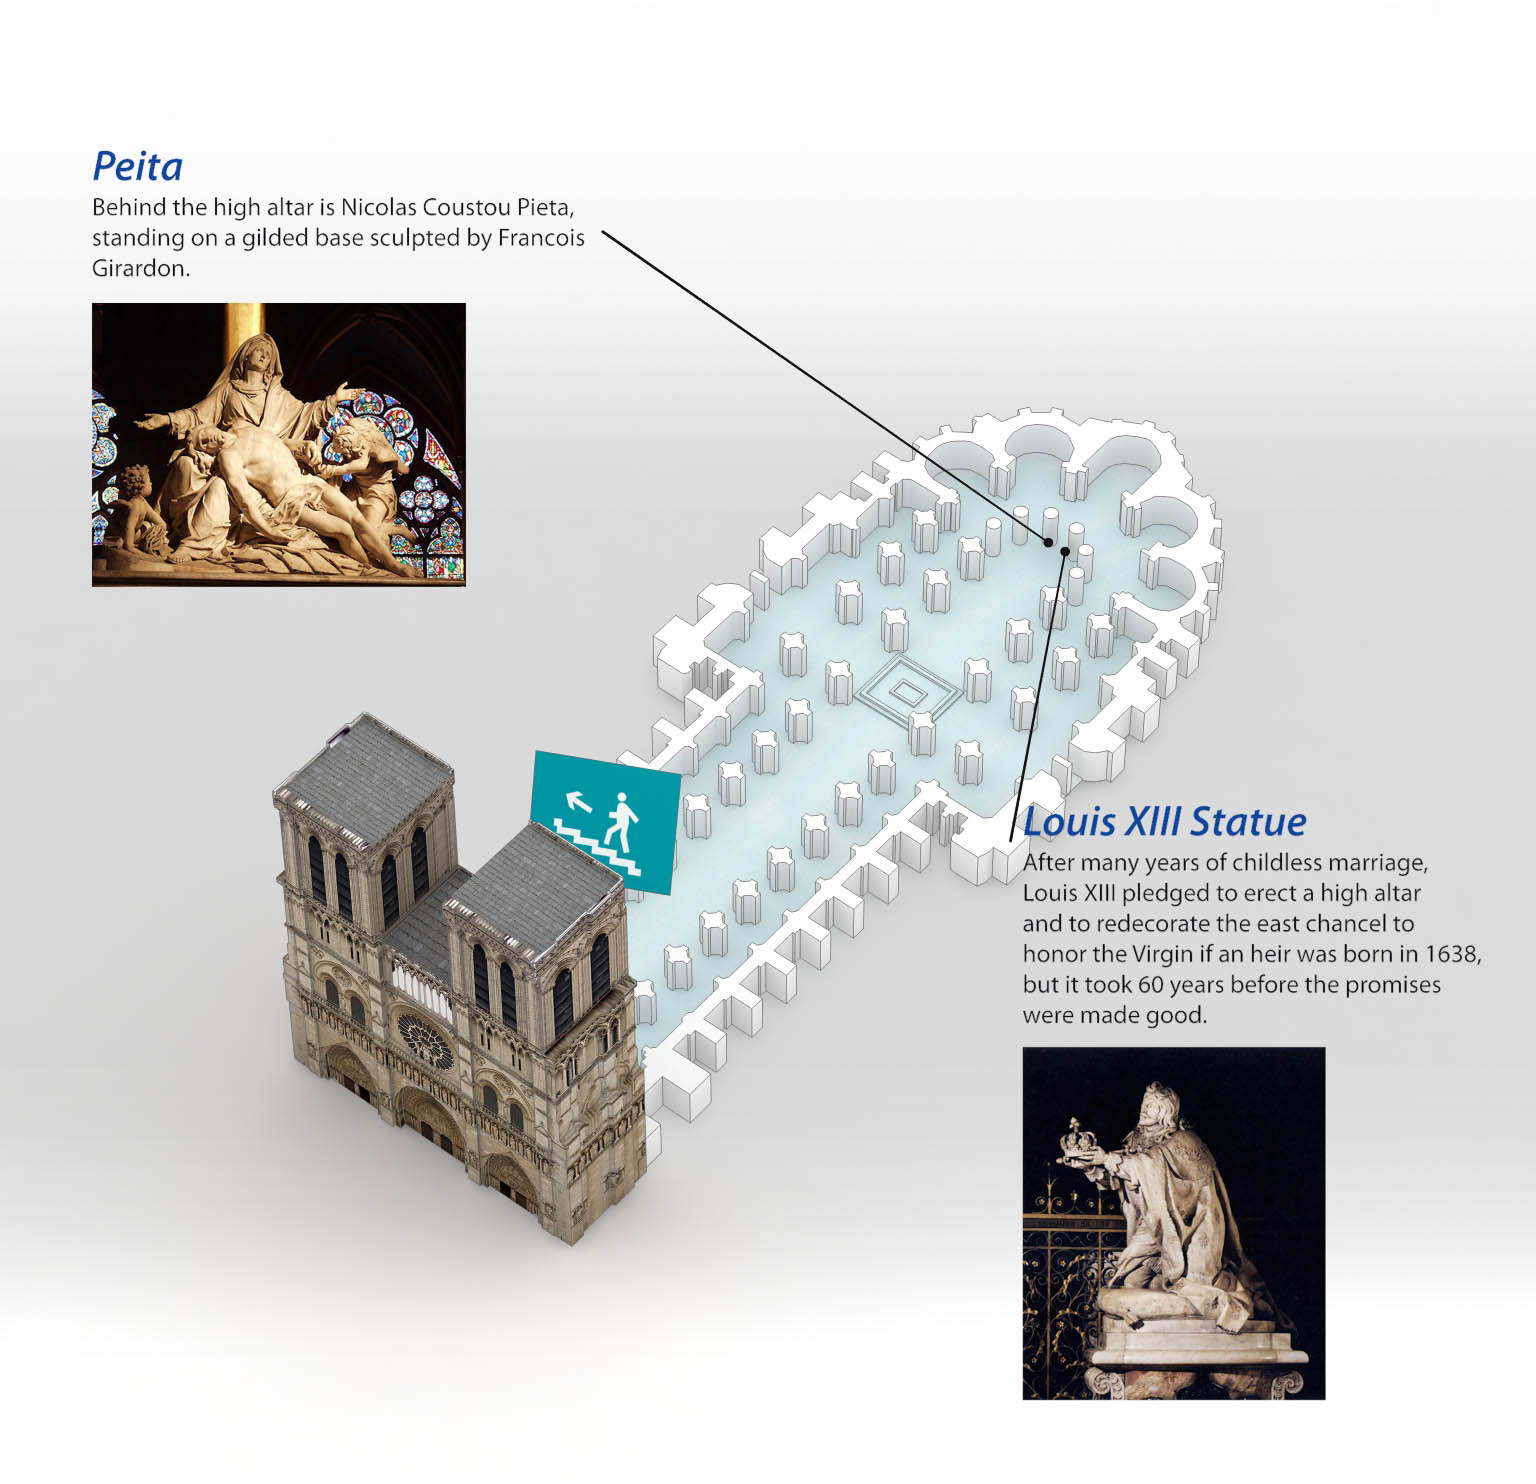 Peita
Behind the high altar is Nicolas Coustou Pieta,
standing on a gilded base sculpted by Francois
Girardon.
Louis XIII Statue
After many years of childless marriage,
Louis XIII pledged to erect a high altar
and to redecorate the east chancel to
honor the Virgin if an heir was born in 1638,
but it took 60 years before the promises
were made good.